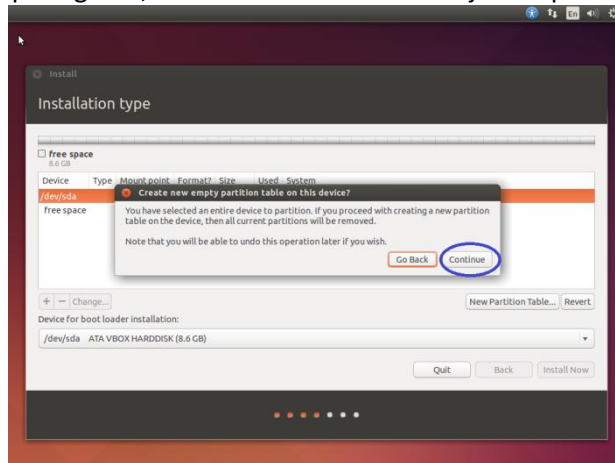 En
Install
Installation type
free space
8.6 GB
Device Type Mount point Format? Size Used System
/dev/sda
free space
Create new empty partition table on this device?
You have selected an entire device to partition. If you proceed with creating a new partition
table on the device, then all current partitions will be removed.
Note that you will be able to undo this operation later if you wish.
Go Back Continue
+ − Change... New Partition Table... Revert
Device for boot loader installation:
/dev/sda ATA VBOX HARDDISK (8.6 GB)
Quit Back Install Now